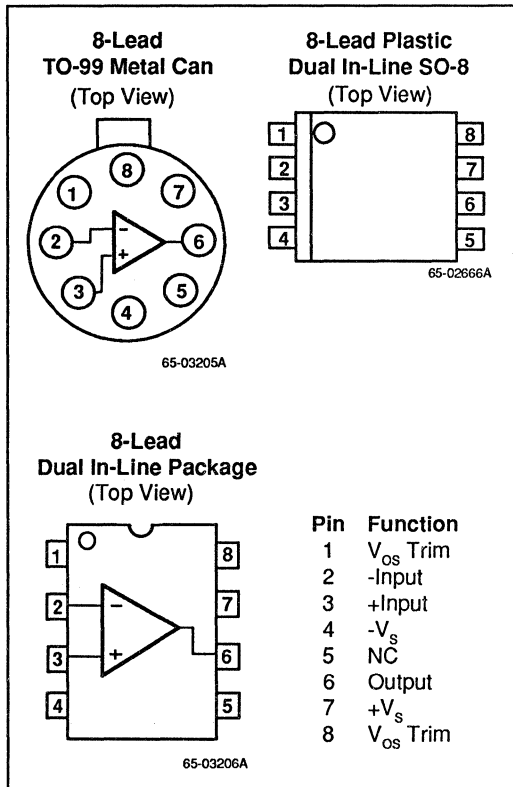 8-Lead
TO-99 Metal Can
(Top View)
8
1
7
2
−
6
+
3
5
4
65-03205A
8-Lead Plastic
Dual In-Line SO-8
(Top View)
1
8
2
7
3
6
4
5
65-02666A
8-Lead
Dual In-Line Package
(Top View)
1
8
2
−
7
3
+
6
4
5
65-03206A
Pin Function
1 Vos Trim
2 -Input
3 +Input
4 -Vs
5 NC
6 Output
7 +Vs
8 Vos Trim